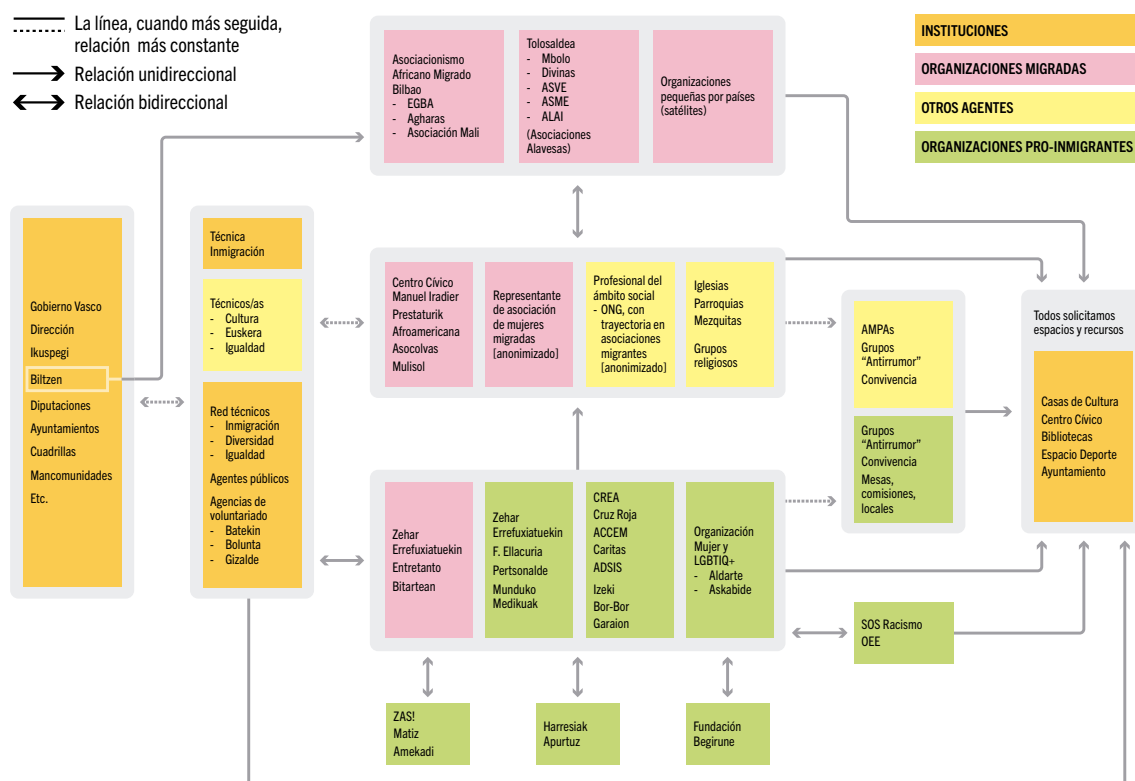 La línea, cuando más seguida,
relación más constante
Relación unidireccional
Relación bidireccional
INSTITUCIONES
ORGANIZACIONES MIGRADAS
OTROS AGENTES
ORGANIZACIONES PRO-INMIGRANTES
Asociacionismo
Africano Migrado
Bilbao
- EGBA
- Agharas
- Asociación Mali
Tolosaldea
- Mbolo
- Divinas
- ASVE
- ASME
- ALAI
(Asociaciones
Alavesas)
Organizaciones
pequeñas por países
(satélites)
Gobierno Vasco
Dirección
Ikuspegi
Biltzen
Diputaciones
Ayuntamientos
Cuadrillas
Mancomunidades
Etc.
Técnica
Inmigración
Técnicos/as
- Cultura
- Euskera
- Igualdad
Red técnicos
- Inmigración
- Diversidad
- Igualdad
Agentes públicos
Agencias de
voluntariado
- Batekin
- Bolunta
- Gizalde
Centro Cívico
Manuel Iradier
Prestaturik
Afroamericana
Asocolvas
Mulisol
Representante
de asociación
de mujeres
migradas
[anonimizado]
Profesional del
ámbito social
- ONG, con
trayectoria en
asociaciones
migrantes
[anonimizado]
Iglesias
Parroquias
Mezquitas
Grupos
religiosos
AMPAs
Grupos
“Antirrumor”
Convivencia
Grupos
“Antirrumor”
Convivencia
Mesas,
comisiones,
locales
Todos solicitamos
espacios y recursos
Casas de Cultura
Centro Cívico
Bibliotecas
Espacio Deporte
Ayuntamiento
Zehar
Errefuxiatuekin
Entretanto
Bitartean
Zehar
Errefuxiatuekin
F. Ellacuria
Pertsonalde
Munduko
Medikuak
CREA
Cruz Roja
ACCEM
Caritas
ADSIS
Izeki
Bor-Bor
Garaion
Organización
Mujer y
LGBTIQ+
- Aldarte
- Askabide
SOS Racismo
OEE
ZAS!
Matiz
Amekadi
Harresiak
Apurtuz
Fundación
Begirune